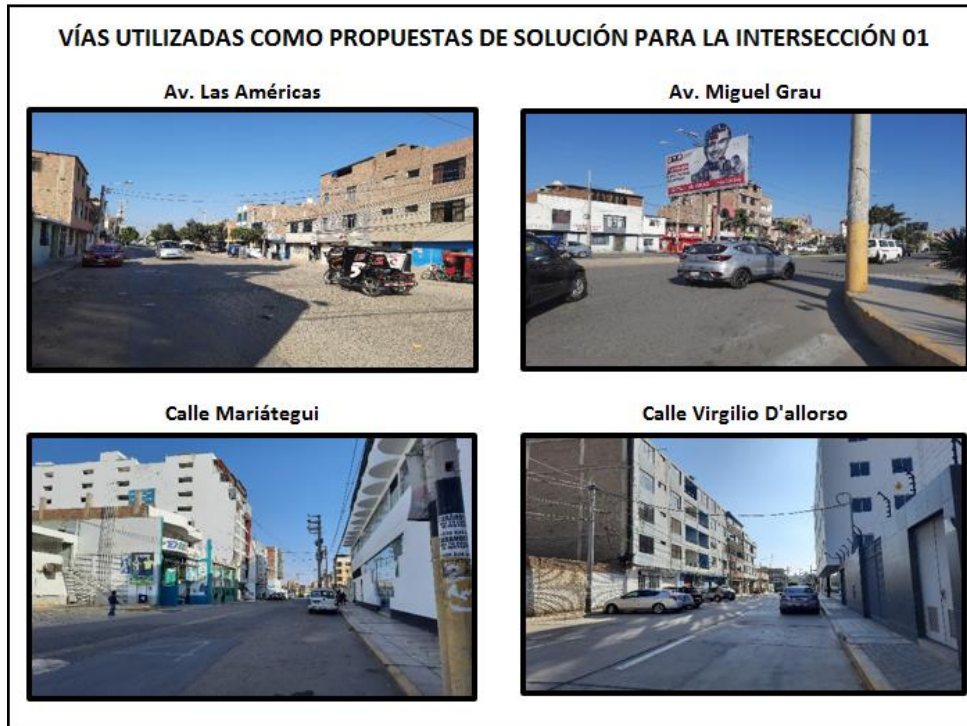 VÍAS UTILIZADAS COMO PROPUESTAS DE SOLUCIÓN PARA LA INTERSECCIÓN 01
Av. Las Américas
Av. Miguel Grau
Calle Mariátegui
Calle Virgilio D'allorso